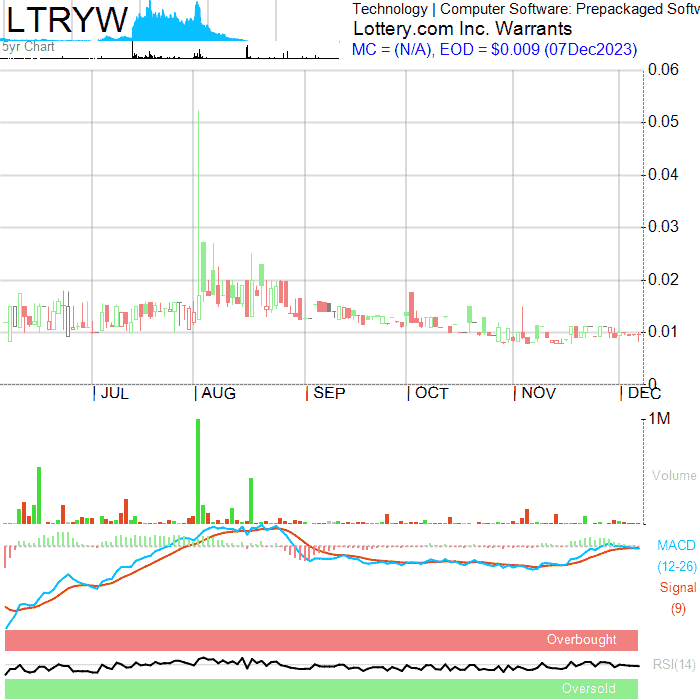 LTRYW
5yr Chart
Technology | Computer Software: Prepackaged Softw
Lottery.com Inc. Warrants
MC = (N/A), EOD = $0.009 (07Dec2023)
0.06
0.05
0.04
0.03
0.02
0.01
0
JUL AUG SEP OCT NOV DEC
1M
Volume
MACD
(12-26)
Signal
(9)
Overbought
RSI(14)
Oversold